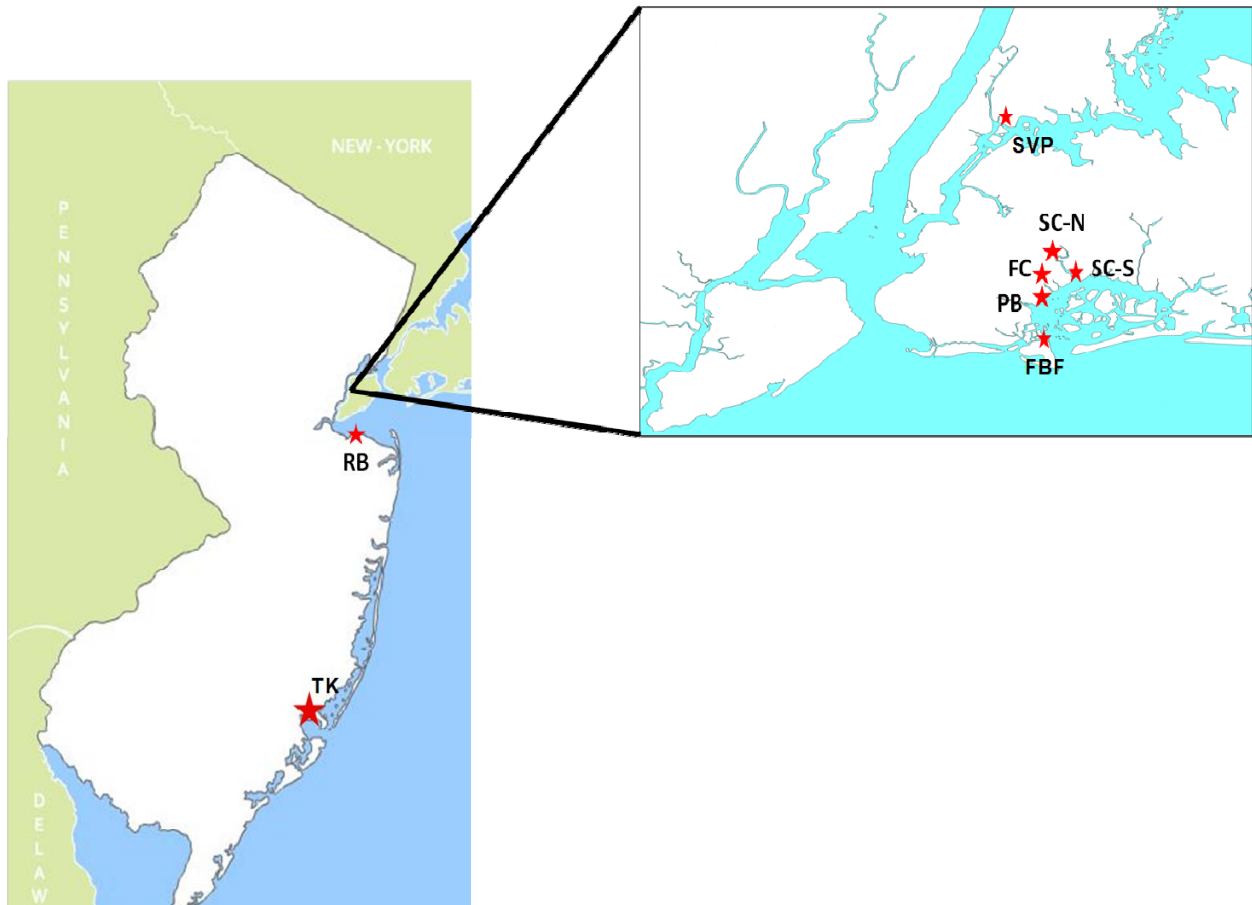 NEW - YORK
PENNSYLVANIA
RB
TK
DELAW
SVP
SC-N
FC
SC-S
PB
FBF